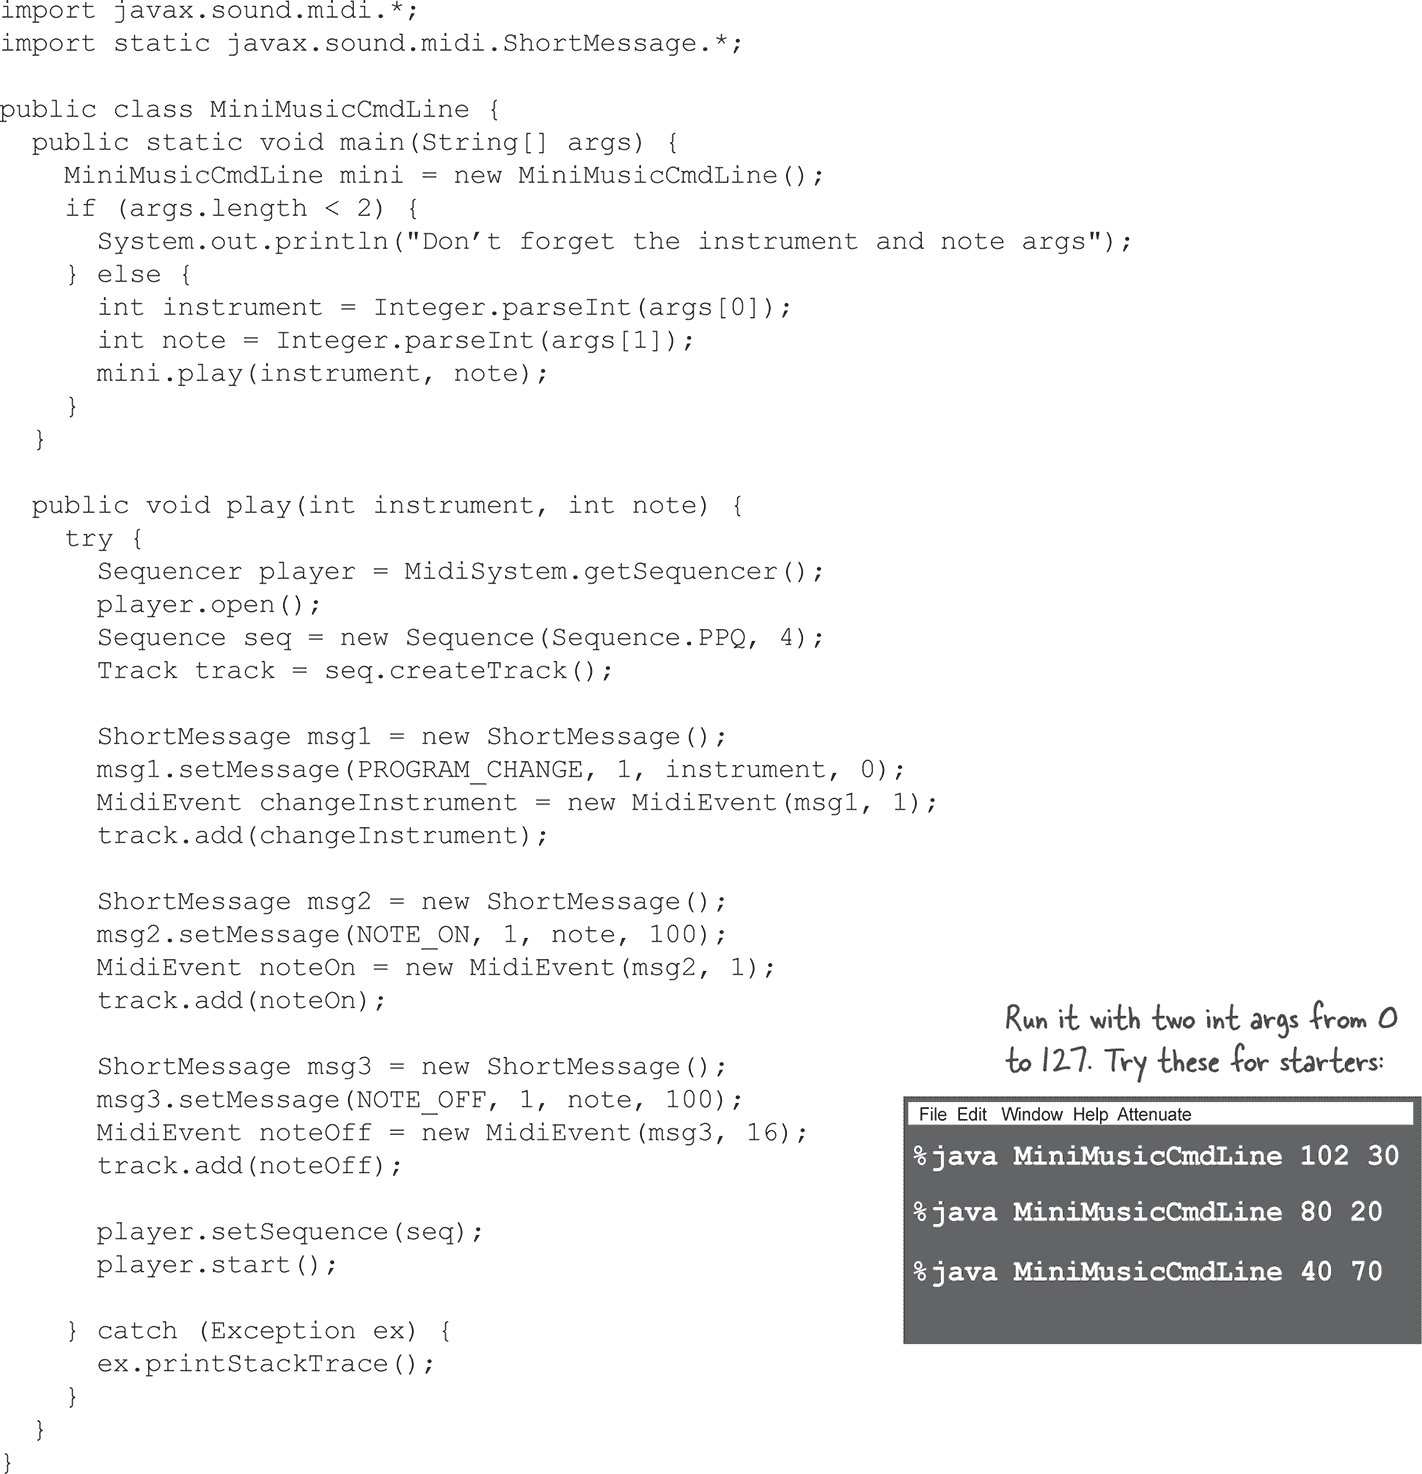 import javax.sound.midi.*;
import static javax.sound.midi.ShortMessage.*;

public class MiniMusicCmdLine {
  public static void main(String[] args) {
    MiniMusicCmdLine mini = new MiniMusicCmdLine();
    if (args.length < 2) {
      System.out.println("Don’t forget the instrument and note args");
    } else {
      int instrument = Integer.parseInt(args[0]);
      int note = Integer.parseInt(args[1]);
      mini.play(instrument, note);
    }
  }

  public void play(int instrument, int note) {
    try {
      Sequencer player = MidiSystem.getSequencer();
      player.open();
      Sequence seq = new Sequence(Sequence.PPQ, 4);
      Track track = seq.createTrack();

      ShortMessage msg1 = new ShortMessage();
      msg1.setMessage(PROGRAM_CHANGE, 1, instrument, 0);
      MidiEvent changeInstrument = new MidiEvent(msg1, 1);
      track.add(changeInstrument);

      ShortMessage msg2 = new ShortMessage();
      msg2.setMessage(NOTE_ON, 1, note, 100);
      MidiEvent noteOn = new MidiEvent(msg2, 1);
      track.add(noteOn);

      ShortMessage msg3 = new ShortMessage();
      msg3.setMessage(NOTE_OFF, 1, note, 100);
      MidiEvent noteOff = new MidiEvent(msg3, 16);
      track.add(noteOff);

      player.setSequence(seq);
      player.start();

    } catch (Exception ex) {
      ex.printStackTrace();
    }
  }
}
Run it with two int args from 0
to 127. Try these for starters:
File Edit Window Help Attenuate
%java MiniMusicCmdLine 102 30
%java MiniMusicCmdLine 80 20
%java MiniMusicCmdLine 40 70